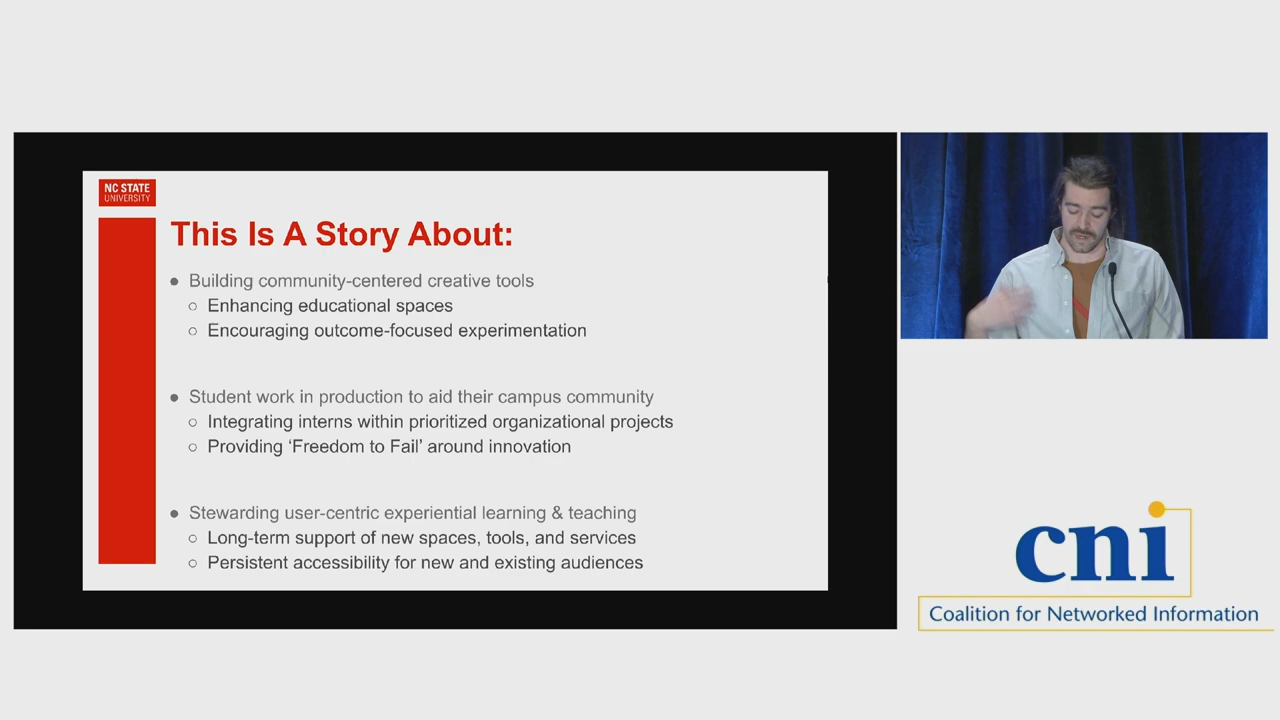 NC STATE
UNIVERSITY
This Is A Story About:
● Building community-centered creative tools
○ Enhancing educational spaces
○ Encouraging outcome-focused experimentation
● Student work in production to aid their campus community
○ Integrating interns within prioritized organizational projects
○ Providing ‘Freedom to Fail’ around innovation
● Stewarding user-centric experiential learning & teaching
○ Long-term support of new spaces, tools, and services
○ Persistent accessibility for new and existing audiences
cni
Coalition for Networked Information